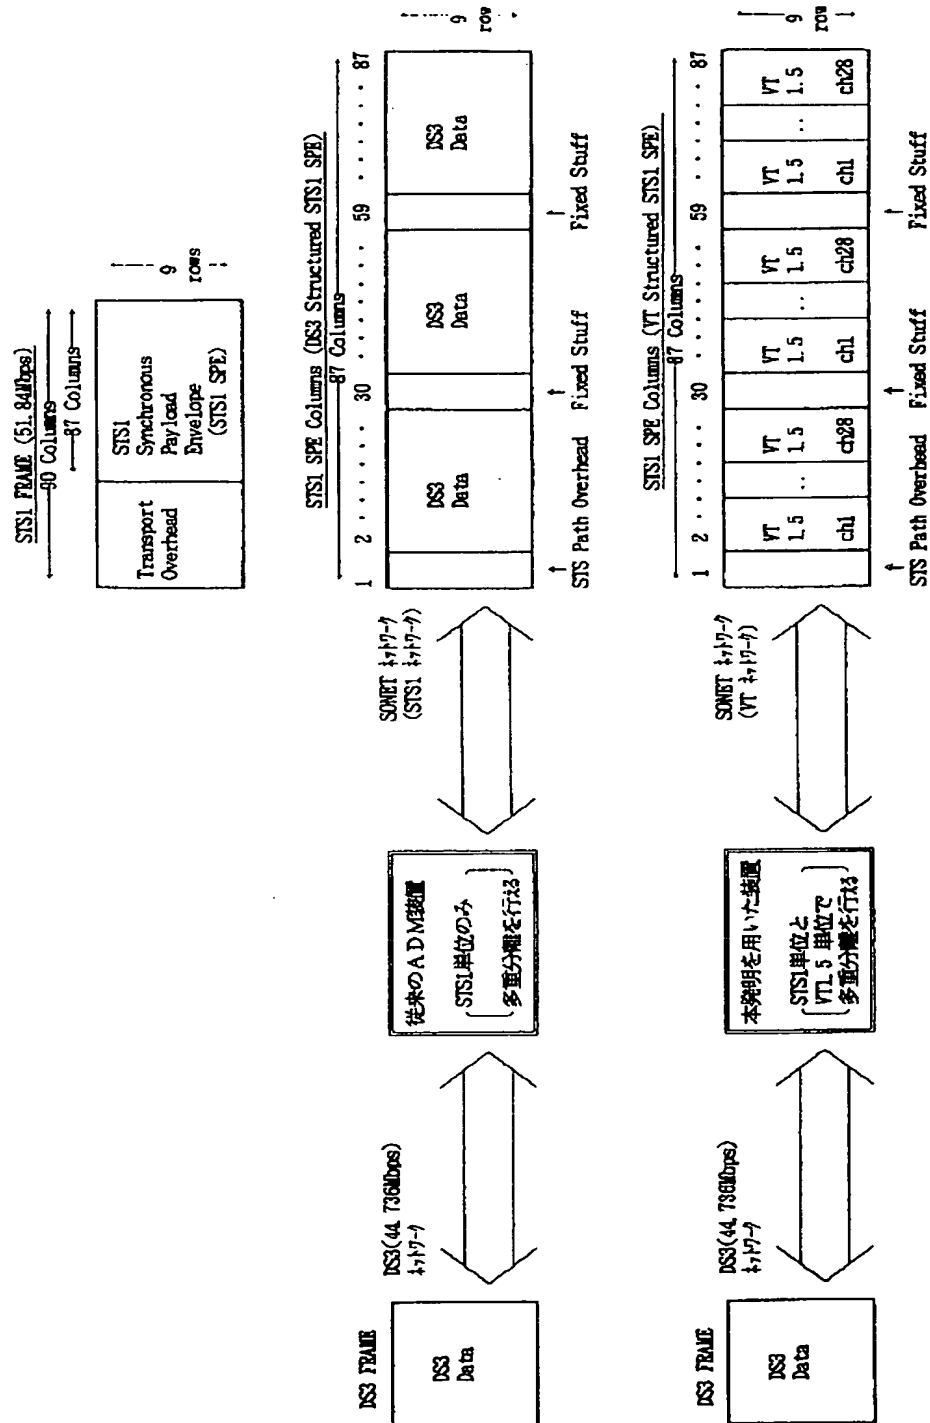 STS1 FRAME (51.84Mbps)
90 Columns
87 Columns
Transport
Overhead
STS1
Synchronous
Payload
Envelope
(STS1 SPE)
9
rows
DS3 FRAME
DS3
Data
DS3(44.736Mbps)
ネットワーク
従来のADM装置
STS1単位のみ
多重分離を行える
SONET ネットワーク
(STS1 ネットワーク)
STS1 SPE Columns (DS3 Structured STS1 SPE)
87 Columns
1 2 ･････ 30 ･････ 59 ･････ 87
DS3
Data
DS3
Data
DS3
Data
9
row
↑ ↑ ↑
STS Path Overhead Fixed Stuff Fixed Stuff
DS3 FRAME
DS3
Data
DS3(44.736Mbps)
ネットワーク
本発明を用いた装置
STS1単位と
VT1.5 単位で
多重分離を行える
SONET ネットワーク
(VT ネットワーク)
STS1 SPE Columns (VT Structured STS1 SPE)
87 Columns
1 2 ･････ 30 ･････ 59 ･････ 87
VT ‥ VT VT ‥ VT VT ‥ VT
1.5 1.5 1.5 1.5 1.5 1.5
ch1 ch28 ch1 ch28 ch1 ch28
9
row
↑ ↑ ↑
STS Path Overhead Fixed Stuff Fixed Stuff